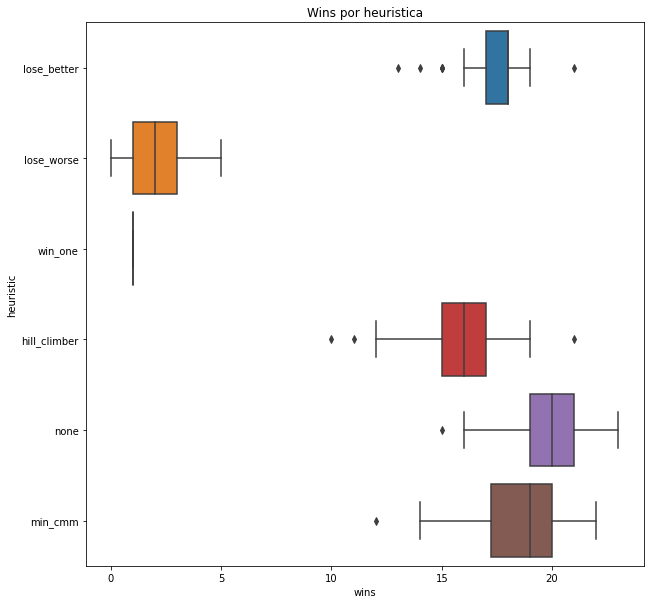 Wins por heuristica
heuristic
lose_better
lose_worse
win_one
hill_climber
none
min_cmm
0 5 10 15 20
wins